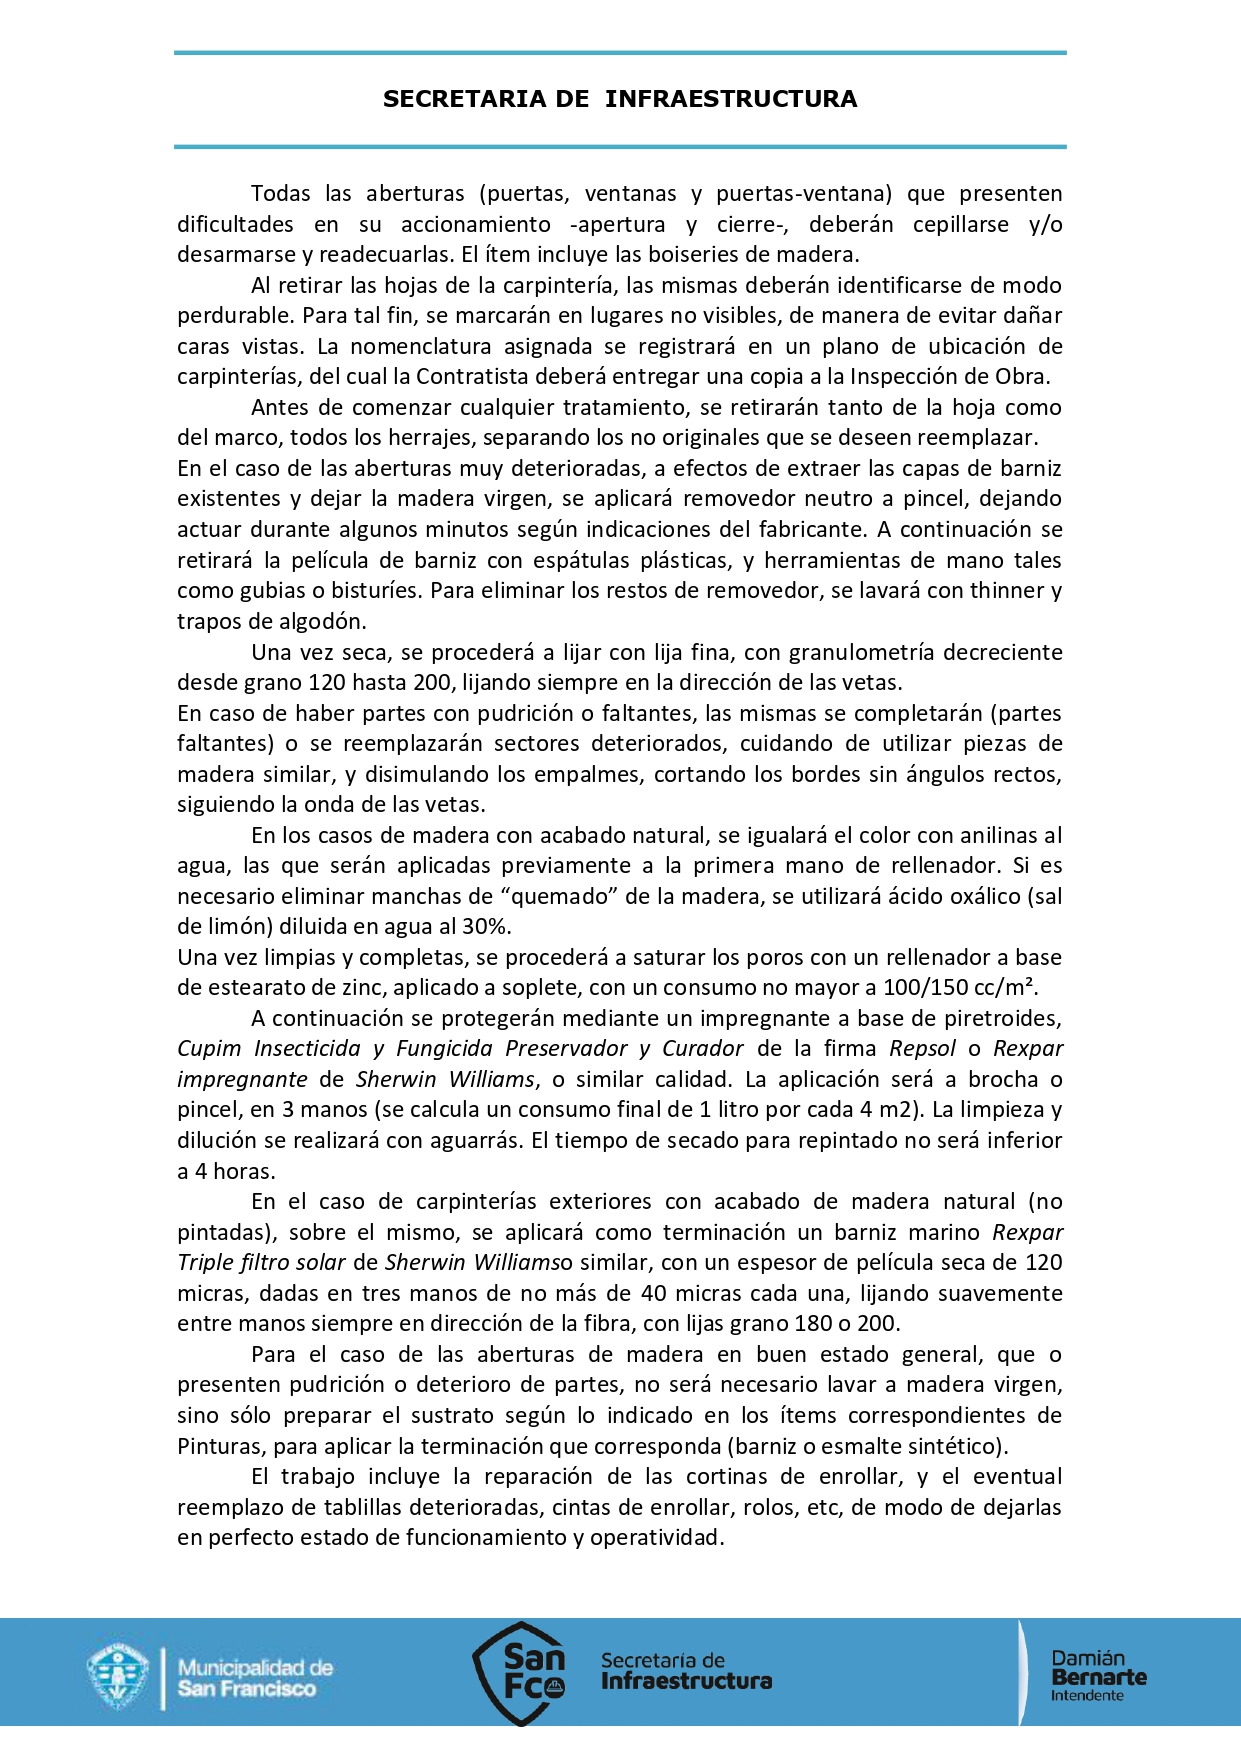 SECRETARIA DE  INFRAESTRUCTURA
Todas las aberturas (puertas, ventanas y puertas-ventana) que presenten
dificultades en su accionamiento -apertura y cierre-, deberán cepillarse y/o
desarmarse y readecuarlas. El ítem incluye las boiseries de madera.
Al retirar las hojas de la carpintería, las mismas deberán identificarse de modo
perdurable. Para tal fin, se marcarán en lugares no visibles, de manera de evitar dañar
caras vistas. La nomenclatura asignada se registrará en un plano de ubicación de
carpinterías, del cual la Contratista deberá entregar una copia a la Inspección de Obra.
Antes de comenzar cualquier tratamiento, se retirarán tanto de la hoja como
del marco, todos los herrajes, separando los no originales que se deseen reemplazar.
En el caso de las aberturas muy deterioradas, a efectos de extraer las capas de barniz
existentes y dejar la madera virgen, se aplicará removedor neutro a pincel, dejando
actuar durante algunos minutos según indicaciones del fabricante. A continuación se
retirará la película de barniz con espátulas plásticas, y herramientas de mano tales
como gubias o bisturíes. Para eliminar los restos de removedor, se lavará con thinner y
trapos de algodón.
Una vez seca, se procederá a lijar con lija fina, con granulometría decreciente
desde grano 120 hasta 200, lijando siempre en la dirección de las vetas.
En caso de haber partes con pudrición o faltantes, las mismas se completarán (partes
faltantes) o se reemplazarán sectores deteriorados, cuidando de utilizar piezas de
madera similar, y disimulando los empalmes, cortando los bordes sin ángulos rectos,
siguiendo la onda de las vetas.
En los casos de madera con acabado natural, se igualará el color con anilinas al
agua, las que serán aplicadas previamente a la primera mano de rellenador. Si es
necesario eliminar manchas de “quemado” de la madera, se utilizará ácido oxálico (sal
de limón) diluida en agua al 30%.
Una vez limpias y completas, se procederá a saturar los poros con un rellenador a base
de estearato de zinc, aplicado a soplete, con un consumo no mayor a 100/150 cc/m².
A continuación se protegerán mediante un impregnante a base de piretroides,
Cupim Insecticida y Fungicida Preservador y Curador de la firma Repsol o Rexpar
impregnante de Sherwin Williams, o similar calidad. La aplicación será a brocha o
pincel, en 3 manos (se calcula un consumo final de 1 litro por cada 4 m2). La limpieza y
dilución se realizará con aguarrás. El tiempo de secado para repintado no será inferior
a 4 horas.
En el caso de carpinterías exteriores con acabado de madera natural (no
pintadas), sobre el mismo, se aplicará como terminación un barniz marino Rexpar
Triple filtro solar de Sherwin Williamso similar, con un espesor de película seca de 120
micras, dadas en tres manos de no más de 40 micras cada una, lijando suavemente
entre manos siempre en dirección de la fibra, con lijas grano 180 o 200.
Para el caso de las aberturas de madera en buen estado general, que o
presenten pudrición o deterioro de partes, no será necesario lavar a madera virgen,
sino sólo preparar el sustrato según lo indicado en los ítems correspondientes de
Pinturas, para aplicar la terminación que corresponda (barniz o esmalte sintético).
El trabajo incluye la reparación de las cortinas de enrollar, y el eventual
reemplazo de tablillas deterioradas, cintas de enrollar, rolos, etc, de modo de dejarlas
en perfecto estado de funcionamiento y operatividad.
Municipalidad de
San Francisco
San
Fco
Secretaría de
Infraestructura
Damián
Bernarte
Intendente